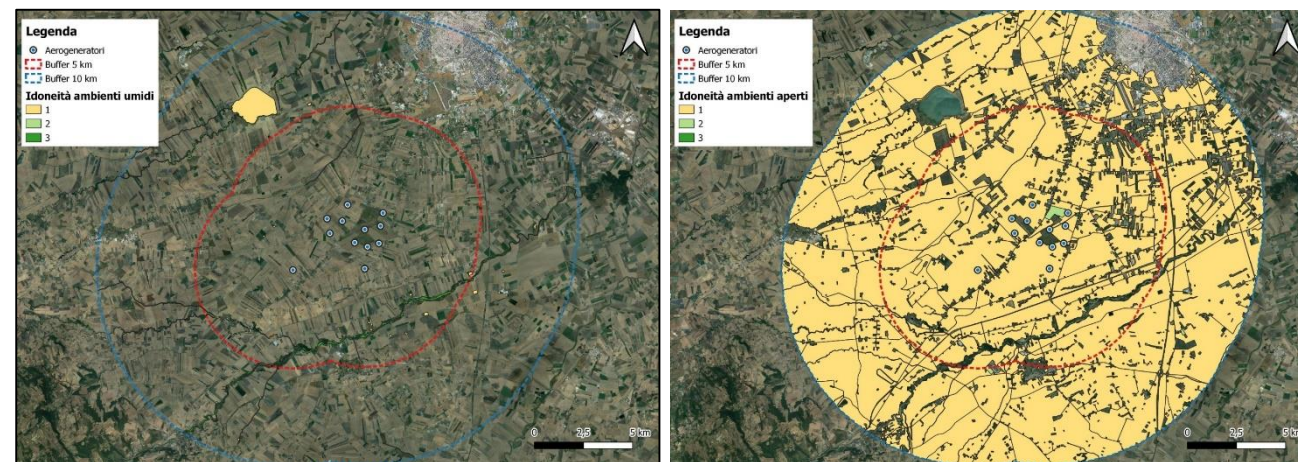 Legenda
Aerogeneratori
Buffer 5 km
Buffer 10 km
Idoneità ambienti umidi
1
2
3
0 2,5 5 km
Legenda
Aerogeneratori
Buffer 5 km
Buffer 10 km
Idoneità ambienti aperti
1
2
3
0 2,5 5 km